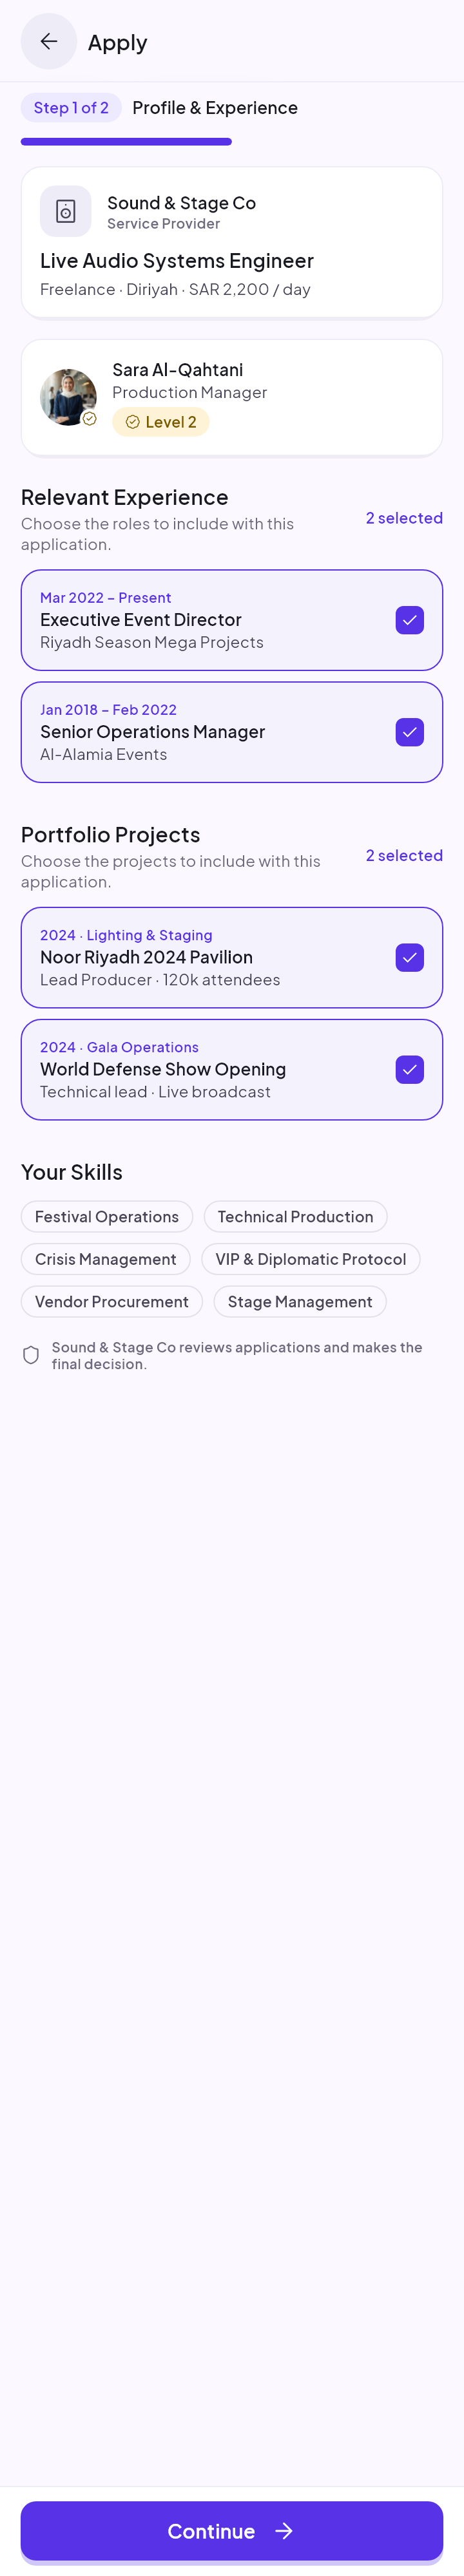 Apply
Step 1 of 2
Profile & Experience
Sound & Stage Co
Service Provider
Live Audio Systems Engineer
Freelance · Diriyah · SAR 2,200 / day
Sara Al-Qahtani
Production Manager
Level 2
Relevant Experience
Choose the roles to include with this
application.
2 selected
Mar 2022 – Present
Executive Event Director
Riyadh Season Mega Projects
Jan 2018 – Feb 2022
Senior Operations Manager
Al-Alamia Events
Portfolio Projects
Choose the projects to include with this
application.
2 selected
2024 · Lighting & Staging
Noor Riyadh 2024 Pavilion
Lead Producer · 120k attendees
2024 · Gala Operations
World Defense Show Opening
Technical lead · Live broadcast
Your Skills
Festival Operations
Technical Production
Crisis Management
VIP & Diplomatic Protocol
Vendor Procurement
Stage Management
Sound & Stage Co reviews applications and makes the
final decision.
Continue